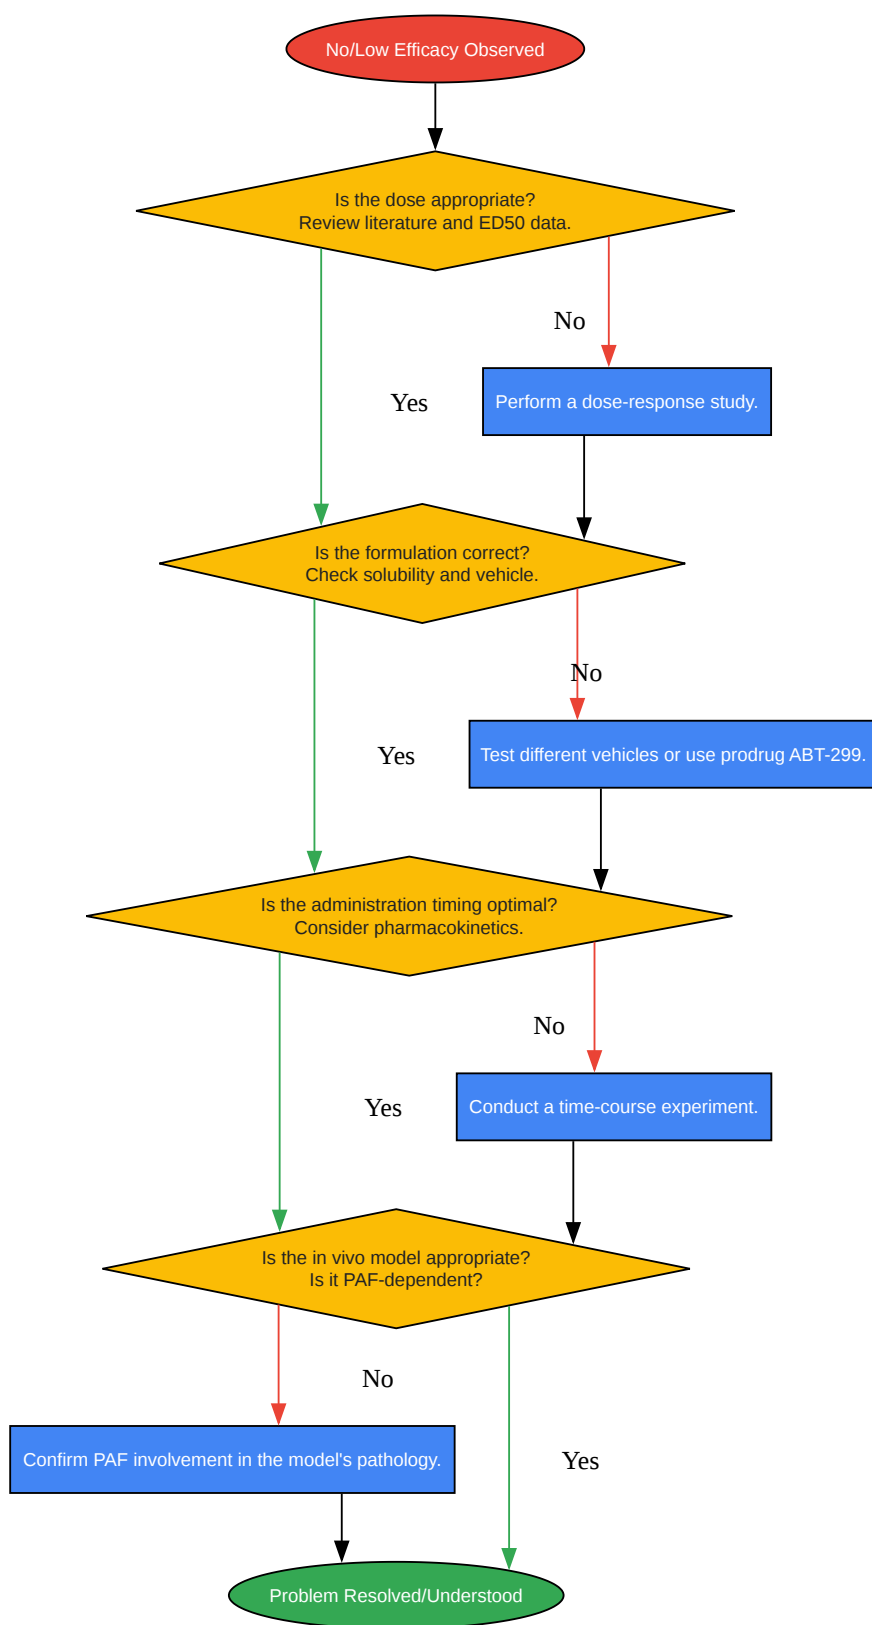 No/Low Efficacy Observed
Is the dose appropriate?
Review literature and ED50 data.
No
Yes
Perform a dose-response study.
Is the formulation correct?
Check solubility and vehicle.
No
Yes
Test different vehicles or use prodrug ABT-299.
Is the administration timing optimal?
Consider pharmacokinetics.
No
Yes
Conduct a time-course experiment.
Is the in vivo model appropriate?
Is it PAF-dependent?
No
Confirm PAF involvement in the model's pathology.
Yes
Problem Resolved/Understood